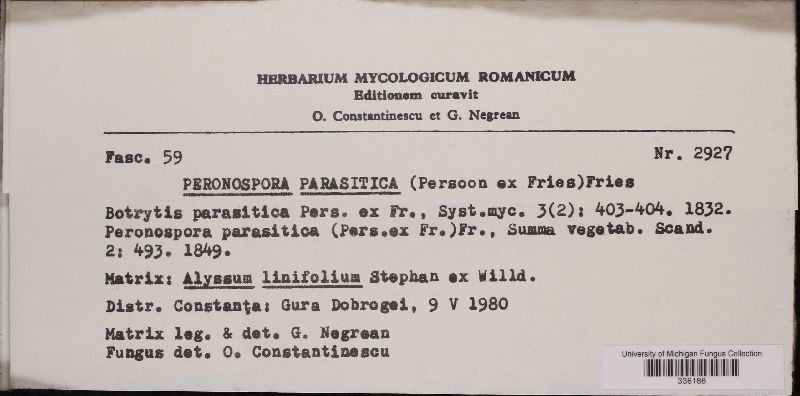 HERBARIUM MYCOLOGICUM ROMANICUM
Editionem curavit
O. Constantinescu et G. Negrean
Fasc. 59
Nr. 2927
PERONOSPORA PARASITICA (Persoon ex Fries)Fries
Botrytis parasitica Pers. ex Fr., Syst.myc. 3(2): 403-404. 1832.
Peronospora parasitica (Pers.ex Fr.)Fr., Summa vegetab. Scand.
2: 493. 1849.
Matrix: Alyssum linifolium Stephan ex Willd.
Distr. Constanţa: Gura Dobrogei, 9 V 1980
Matrix leg. & det. G. Negrean
Fungus det. O. Constantinescu
University of Michigan Fungus Collection
336186